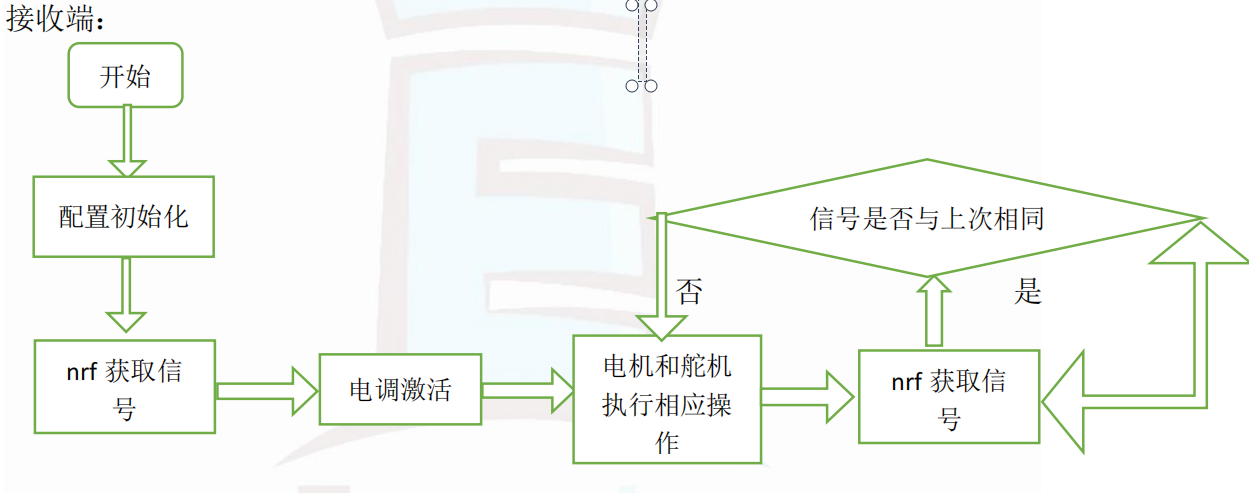 接收端：
开始
配置初始化
nrf 获取信
号
电调激活
电机和舵机
执行相应操
作
nrf 获取信
号
信号是否与上次相同
否
是